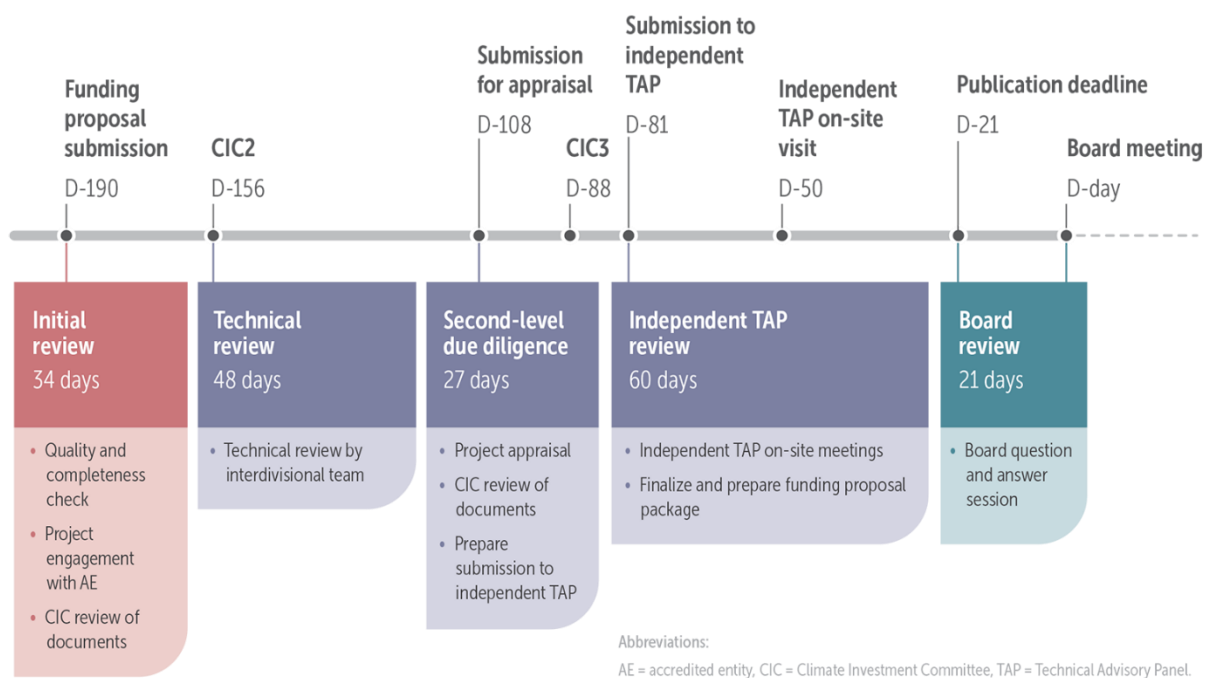 Funding
proposal
submission
D-190
CIC2
D-156
Submission
for appraisal
D-108
CIC3
D-88
Submission to
independent
TAP
D-81
Independent
TAP on-site
visit
D-50
Publication deadline
D-21
Board meeting
D-day
Initial
review
34 days
• Quality and
completeness
check
• Project
engagement
with AE
• CIC review of
documents
Technical
review
48 days
• Technical review by
interdivisional team
Second-level
due diligence
27 days
• Project appraisal
• CIC review of
documents
• Prepare
submission to
independent TAP
Independent TAP
review
60 days
• Independent TAP on-site meetings
• Finalize and prepare funding proposal
package
Board
review
21 days
• Board question
and answer
session
Abbreviations:
AE = accredited entity, CIC = Climate Investment Committee, TAP = Technical Advisory Panel.